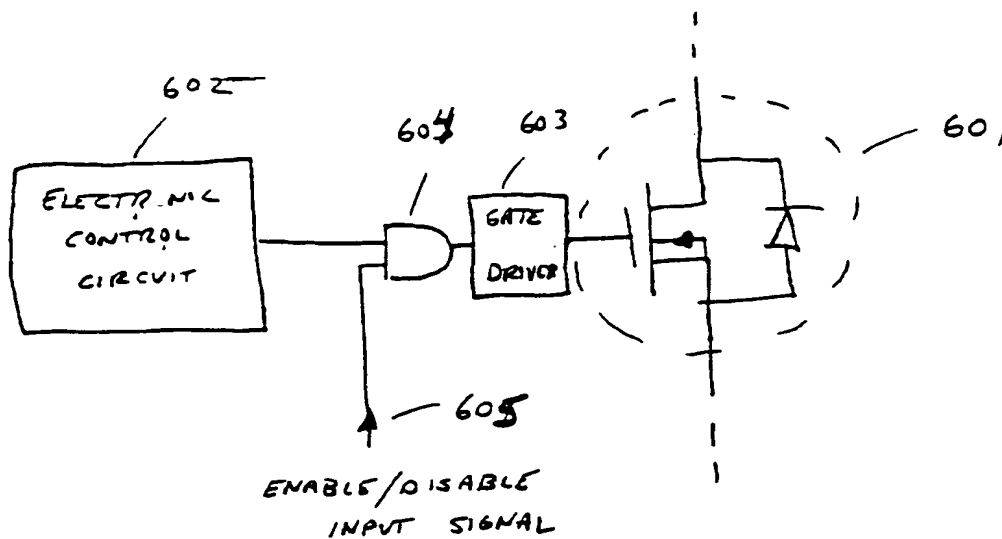 602
604
603
601
ELECTRONIC
CONTROL
CIRCUIT
GATE
DRIVER
605
ENABLE/DISABLE
INPUT SIGNAL